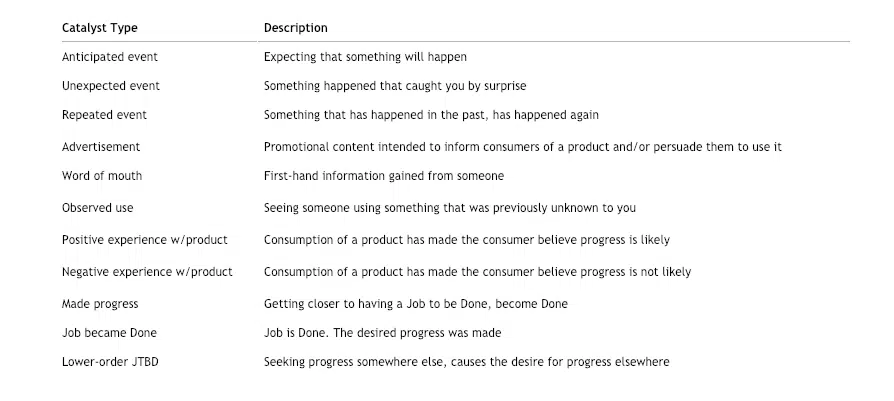 Catalyst Type Description
Anticipated event Expecting that something will happen
Unexpected event Something happened that caught you by surprise
Repeated event Something that has happened in the past, has happened again
Advertisement Promotional content intended to inform consumers of a product and/or persuade them to use it
Word of mouth First-hand information gained from someone
Observed use Seeing someone using something that was previously unknown to you
Positive experience w/product Consumption of a product has made the consumer believe progress is likely
Negative experience w/product Consumption of a product has made the consumer believe progress is not likely
Made progress Getting closer to having a Job to be Done, become Done
Job became Done Job is Done. The desired progress was made
Lower-order JTBD Seeking progress somewhere else, causes the desire for progress elsewhere